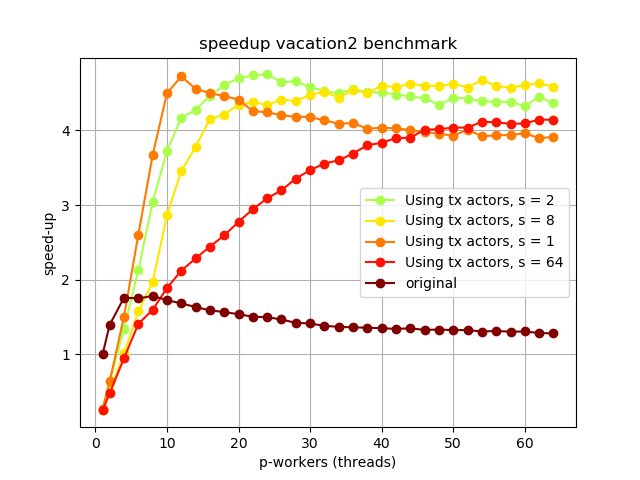 speedup vacation2 benchmark
speed-up
4
3
2
1
Using tx actors, s = 2
Using tx actors, s = 8
Using tx actors, s = 1
Using tx actors, s = 64
original
0
10
20
30
40
50
60
p-workers (threads)